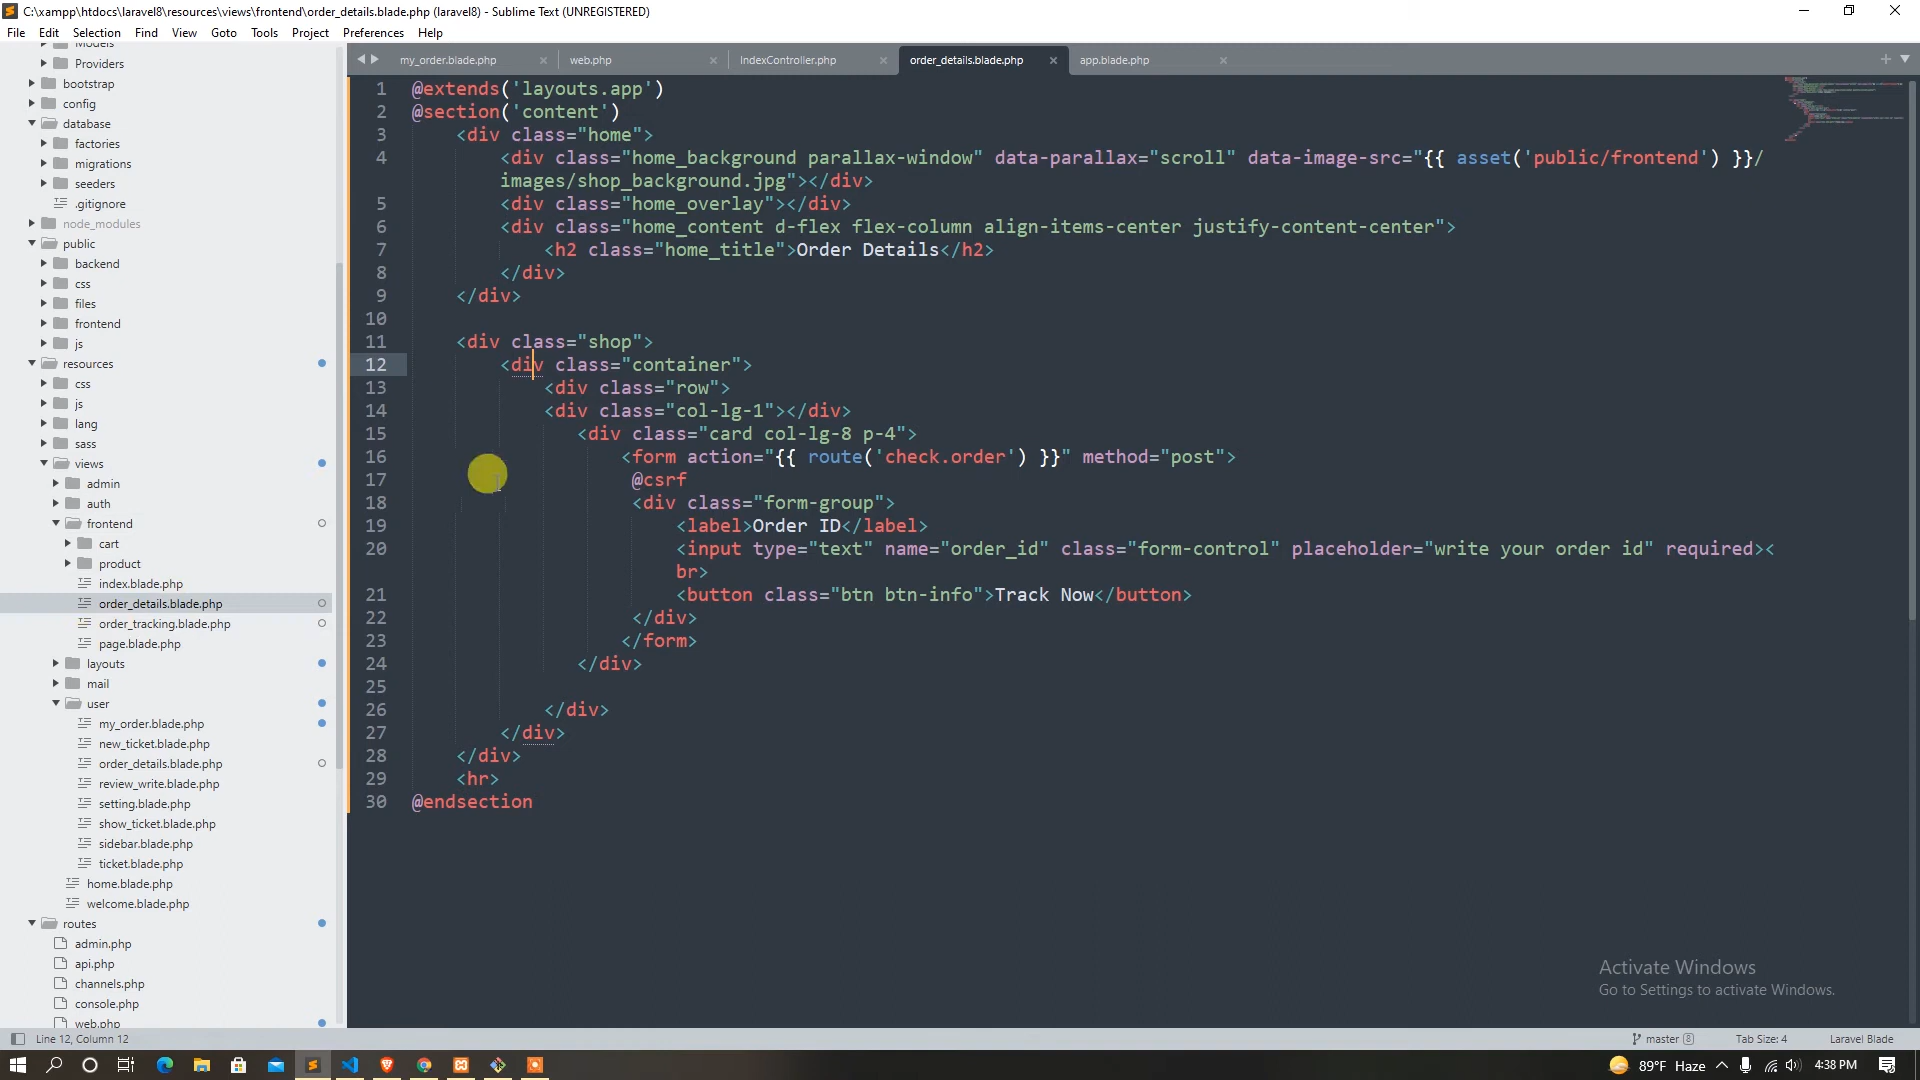 C:\xampp\htdocs\laravel8\resources\views\frontend\order_details.blade.php (laravel8) - Sublime Text (UNREGISTERED)
File Edit Selection Find View Goto Tools Project Preferences Help
Models
Providers
bootstrap
config
database
factories
migrations
seeders
.gitignore
node_modules
public
backend
css
files
frontend
js
resources
css
js
lang
sass
views
admin
auth
frontend
cart
product
index.blade.php
order_details.blade.php
order_tracking.blade.php
page.blade.php
layouts
mail
user
my_order.blade.php
new_ticket.blade.php
order_details.blade.php
review_write.blade.php
setting.blade.php
show_ticket.blade.php
sidebar.blade.php
ticket.blade.php
home.blade.php
welcome.blade.php
routes
admin.php
api.php
channels.php
console.php
web.php
my_order.blade.php web.php IndexController.php order_details.blade.php app.blade.php
1 @extends('layouts.app')
2 @section('content')
3 <div class="home">
4 <div class="home_background parallax-window" data-parallax="scroll" data-image-src="{{ asset('public/frontend') }}/
images/shop_background.jpg"></div>
5 <div class="home_overlay"></div>
6 <div class="home_content d-flex flex-column align-items-center justify-content-center">
7 <h2 class="home_title">Order Details</h2>
8 </div>
9 </div>
10
11 <div class="shop">
12 <div class="container">
13 <div class="row">
14 <div class="col-lg-1"></div>
15 <div class="card col-lg-8 p-4">
16 <form action="{{ route('check.order') }}" method="post">
17 @csrf
18 <div class="form-group">
19 <label>Order ID</label>
20 <input type="text" name="order_id" class="form-control" placeholder="write your order id" required><
br>
21 <button class="btn btn-info">Track Now</button>
22 </div>
23 </form>
24 </div>
25
26 </div>
27 </div>
28 </div>
29 <hr>
30 @endsection
Activate Windows
Go to Settings to activate Windows.
Line 12, Column 12 master 8 Tab Size: 4 Laravel Blade
89°F Haze 4:38 PM